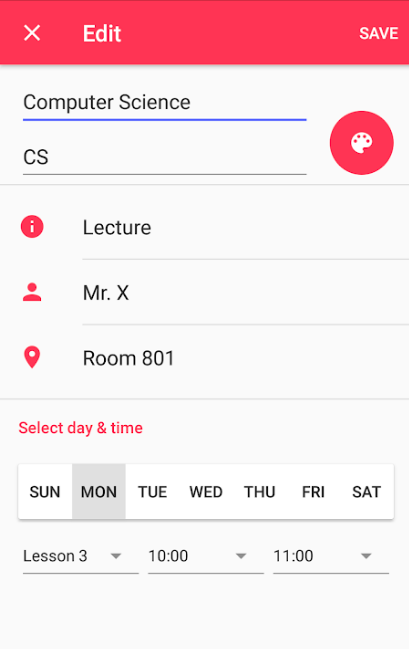 Edit SAVE
Computer Science
CS
Lecture
Mr. X
Room 801
Select day & time
SUN MON TUE WED THU FRI SAT
Lesson 3 10:00 11:00